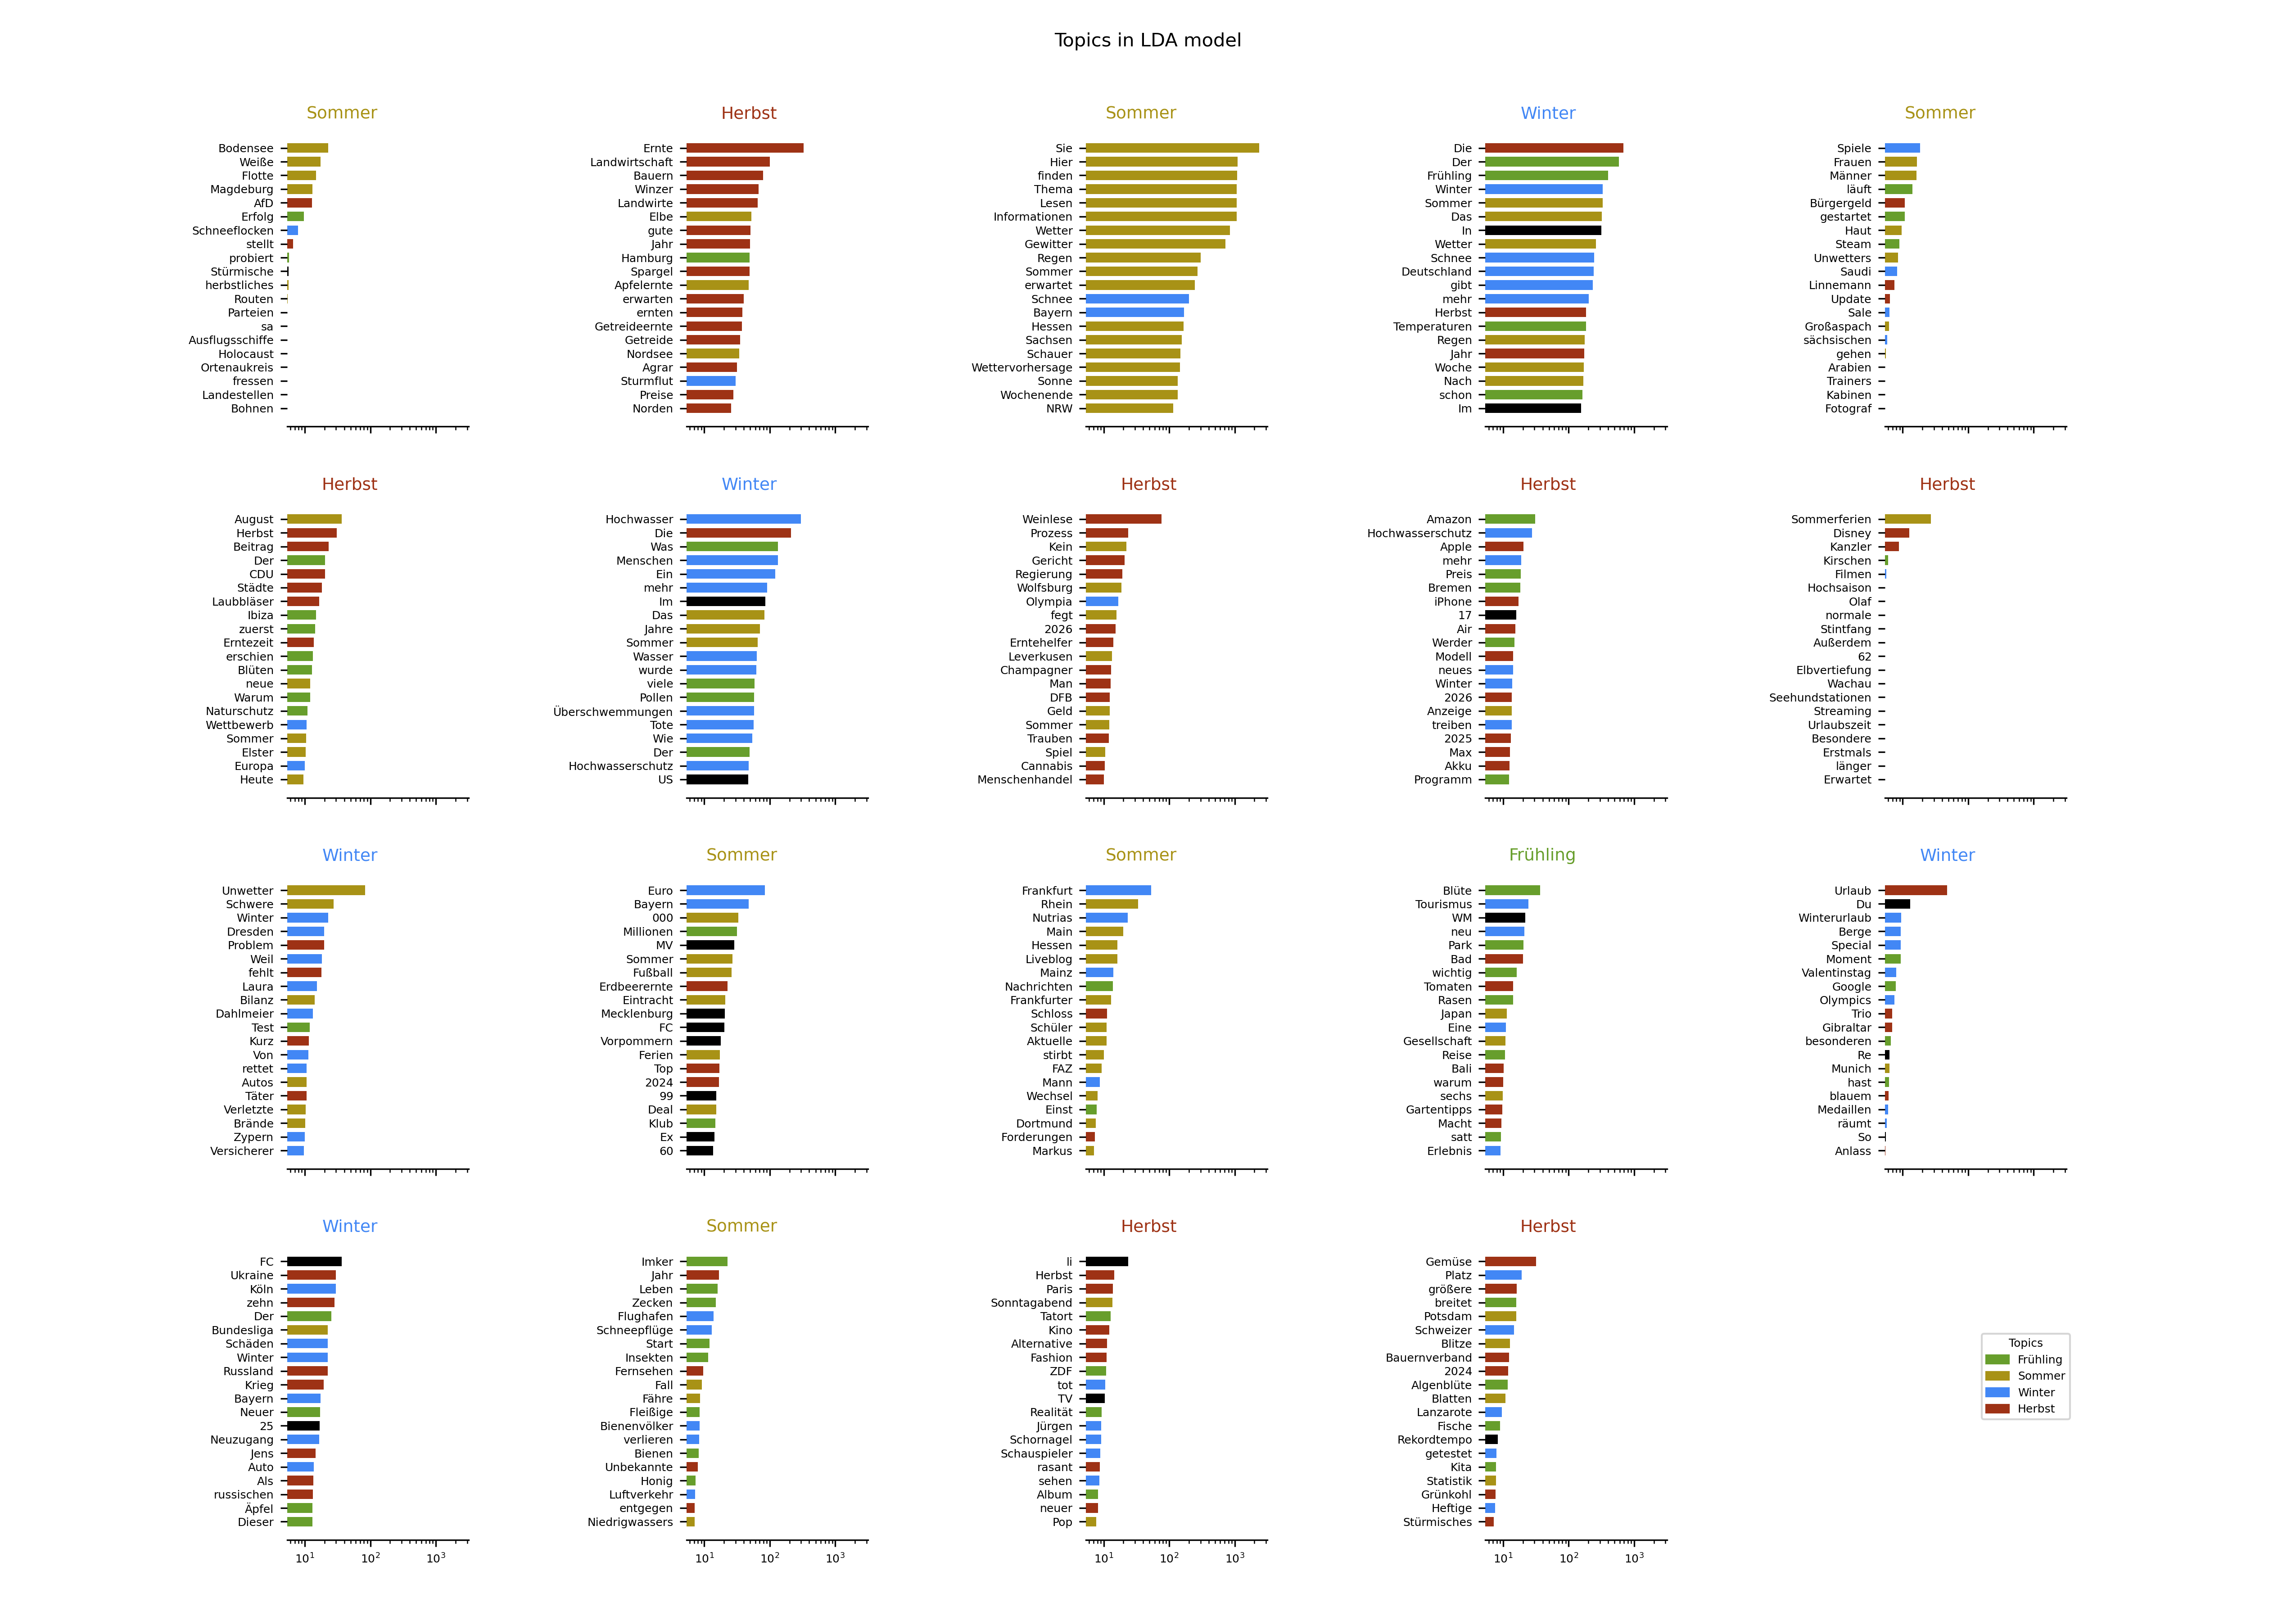 Topics in LDA model
Sommer
Bodensee
Weiße
Flotte
Magdeburg
AfD
Erfolg
Schneeflocken
stellt
probiert
Stürmische
herbstliches
Routen
Parteien
sa
Ausflugsschiffe
Holocaust
Ortenaukreis
fressen
Landestellen
Bohnen
Herbst
Ernte
Landwirtschaft
Bauern
Winzer
Landwirte
Elbe
gute
Jahr
Hamburg
Spargel
Apfelernte
erwarten
ernten
Getreideernte
Getreide
Nordsee
Agrar
Sturmflut
Preise
Norden
Sommer
Sie
Hier
finden
Thema
Lesen
Informationen
Wetter
Gewitter
Regen
Sommer
erwartet
Schnee
Bayern
Hessen
Sachsen
Schauer
Wettervorhersage
Sonne
Wochenende
NRW
Winter
Die
Der
Frühling
Winter
Sommer
Das
In
Wetter
Schnee
Deutschland
gibt
mehr
Herbst
Temperaturen
Regen
Jahr
Woche
Nach
schon
Im
Sommer
Spiele
Frauen
Männer
läuft
Bürgergeld
gestartet
Haut
Steam
Unwetters
Saudi
Linnemann
Update
Sale
Großaspach
sächsischen
gehen
Arabien
Trainers
Kabinen
Fotograf
Herbst
August
Herbst
Beitrag
Der
CDU
Städte
Laubbläser
Ibiza
zuerst
Erntezeit
erschien
Blüten
neue
Warum
Naturschutz
Wettbewerb
Sommer
Elster
Europa
Heute
Winter
Hochwasser
Die
Was
Menschen
Ein
mehr
Im
Das
Jahre
Sommer
Wasser
wurde
viele
Pollen
Überschwemmungen
Tote
Wie
Der
Hochwasserschutz
US
Herbst
Weinlese
Prozess
Kein
Gericht
Regierung
Wolfsburg
Olympia
fegt
2026
Erntehelfer
Leverkusen
Champagner
Man
DFB
Geld
Sommer
Trauben
Spiel
Cannabis
Menschenhandel
Herbst
Amazon
Hochwasserschutz
Apple
mehr
Preis
Bremen
iPhone
17
Air
Werder
Modell
neues
Winter
2026
Anzeige
treiben
2025
Max
Akku
Programm
Herbst
Sommerferien
Disney
Kanzler
Kirschen
Filmen
Hochsaison
Olaf
normale
Stintfang
Außerdem
62
Elbvertiefung
Wachau
Seehundstationen
Streaming
Urlaubszeit
Besondere
Erstmals
länger
Erwartet
Winter
Unwetter
Schwere
Winter
Dresden
Problem
Weil
fehlt
Laura
Bilanz
Dahlmeier
Test
Kurz
Von
rettet
Autos
Täter
Verletzte
Brände
Zypern
Versicherer
Sommer
Euro
Bayern
000
Millionen
MV
Sommer
Fußball
Erdbeerernte
Eintracht
Mecklenburg
FC
Vorpommern
Ferien
Top
2024
99
Deal
Klub
Ex
60
Sommer
Frankfurt
Rhein
Nutrias
Main
Hessen
Liveblog
Mainz
Nachrichten
Frankfurter
Schloss
Schüler
Aktuelle
stirbt
FAZ
Mann
Wechsel
Einst
Dortmund
Forderungen
Markus
Frühling
Blüte
Tourismus
WM
neu
Park
Bad
wichtig
Tomaten
Rasen
Japan
Eine
Gesellschaft
Reise
Bali
warum
sechs
Gartentipps
Macht
satt
Erlebnis
Winter
Urlaub
Du
Winterurlaub
Berge
Special
Moment
Valentinstag
Google
Olympics
Trio
Gibraltar
besonderen
Re
Munich
hast
blauem
Medaillen
räumt
So
Anlass
Winter
FC
Ukraine
Köln
zehn
Der
Bundesliga
Schäden
Winter
Russland
Krieg
Bayern
Neuer
25
Neuzugang
Jens
Auto
Als
russischen
Äpfel
Dieser
10¹ 10² 10³
Sommer
Imker
Jahr
Leben
Zecken
Flughafen
Schneepflüge
Start
Insekten
Fernsehen
Fall
Fähre
Fleißige
Bienenvölker
verlieren
Bienen
Unbekannte
Honig
Luftverkehr
entgegen
Niedrigwassers
10¹ 10² 10³
Herbst
li
Herbst
Paris
Sonntagabend
Tatort
Kino
Alternative
Fashion
ZDF
tot
TV
Realität
Jürgen
Schornagel
Schauspieler
rasant
sehen
Album
neuer
Pop
10¹ 10² 10³
Herbst
Gemüse
Platz
größere
breitet
Potsdam
Schweizer
Blitze
Bauernverband
2024
Algenblüte
Blatten
Lanzarote
Fische
Rekordtempo
getestet
Kita
Statistik
Grünkohl
Heftige
Stürmisches
10¹ 10² 10³
Topics
Frühling
Sommer
Winter
Herbst